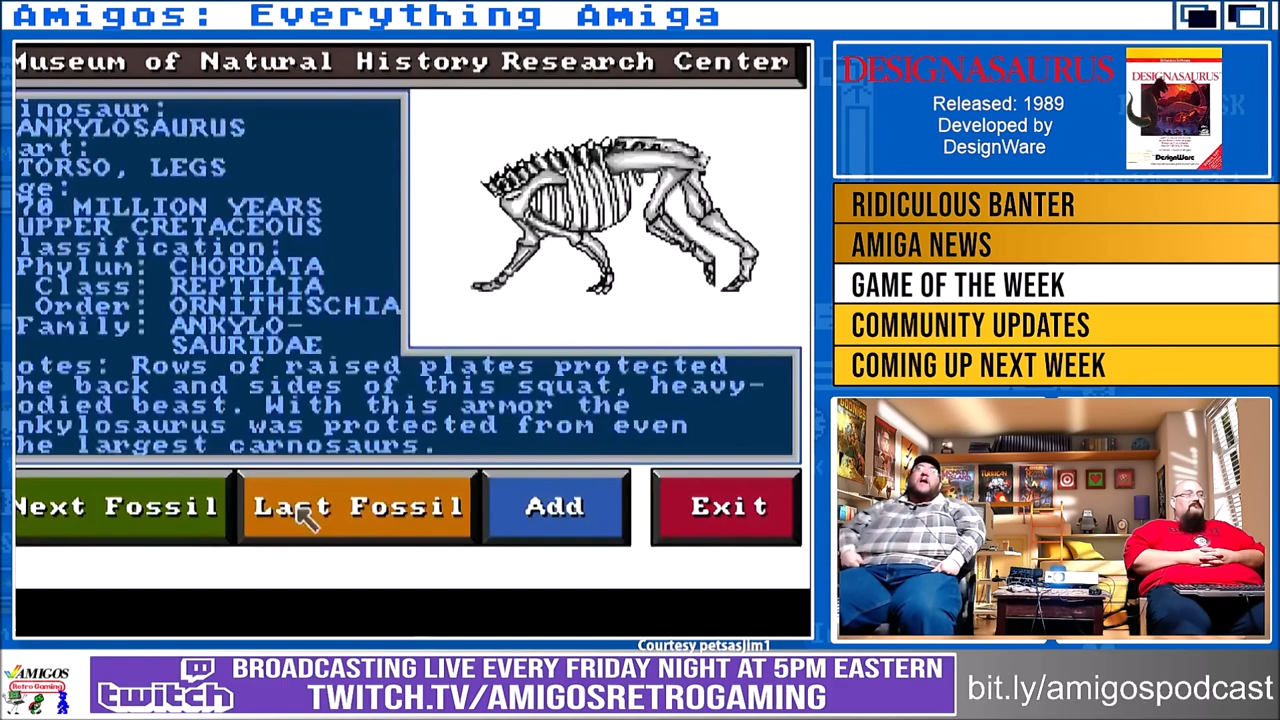 Amigos: Everything Amiga
Museum of Natural History Research Center
inosaur:
ANKYLOSAURUS
art:
TORSO, LEGS
ge:
70 MILLION YEARS
UPPER CRETACEOUS
lassification:
Phylum: CHORDATA
Class: REPTILIA
Order: ORNITHISCHIA
Family: ANKYLO-
SAURIDAE
otes: Rows of raised plates protected
he back and sides of this squat, heavy-
odied beast. With this armor the
nkylosaurus was protected from even
he largest carnosaurs.
Next Fossil
Last Fossil
Add
Exit
Courtesy petsasjim1
DESIGNASAURUS
Released: 1989
Developed by
DesignWare
DESIGNASAURUS
DesignWare
RIDICULOUS BANTER
AMIGA NEWS
GAME OF THE WEEK
COMMUNITY UPDATES
COMING UP NEXT WEEK
AMIGOS
Retro Gaming
twitch
BROADCASTING LIVE EVERY FRIDAY NIGHT AT 5PM EASTERN
TWITCH.TV/AMIGOSRETROGAMING
bit.ly/amigospodcast